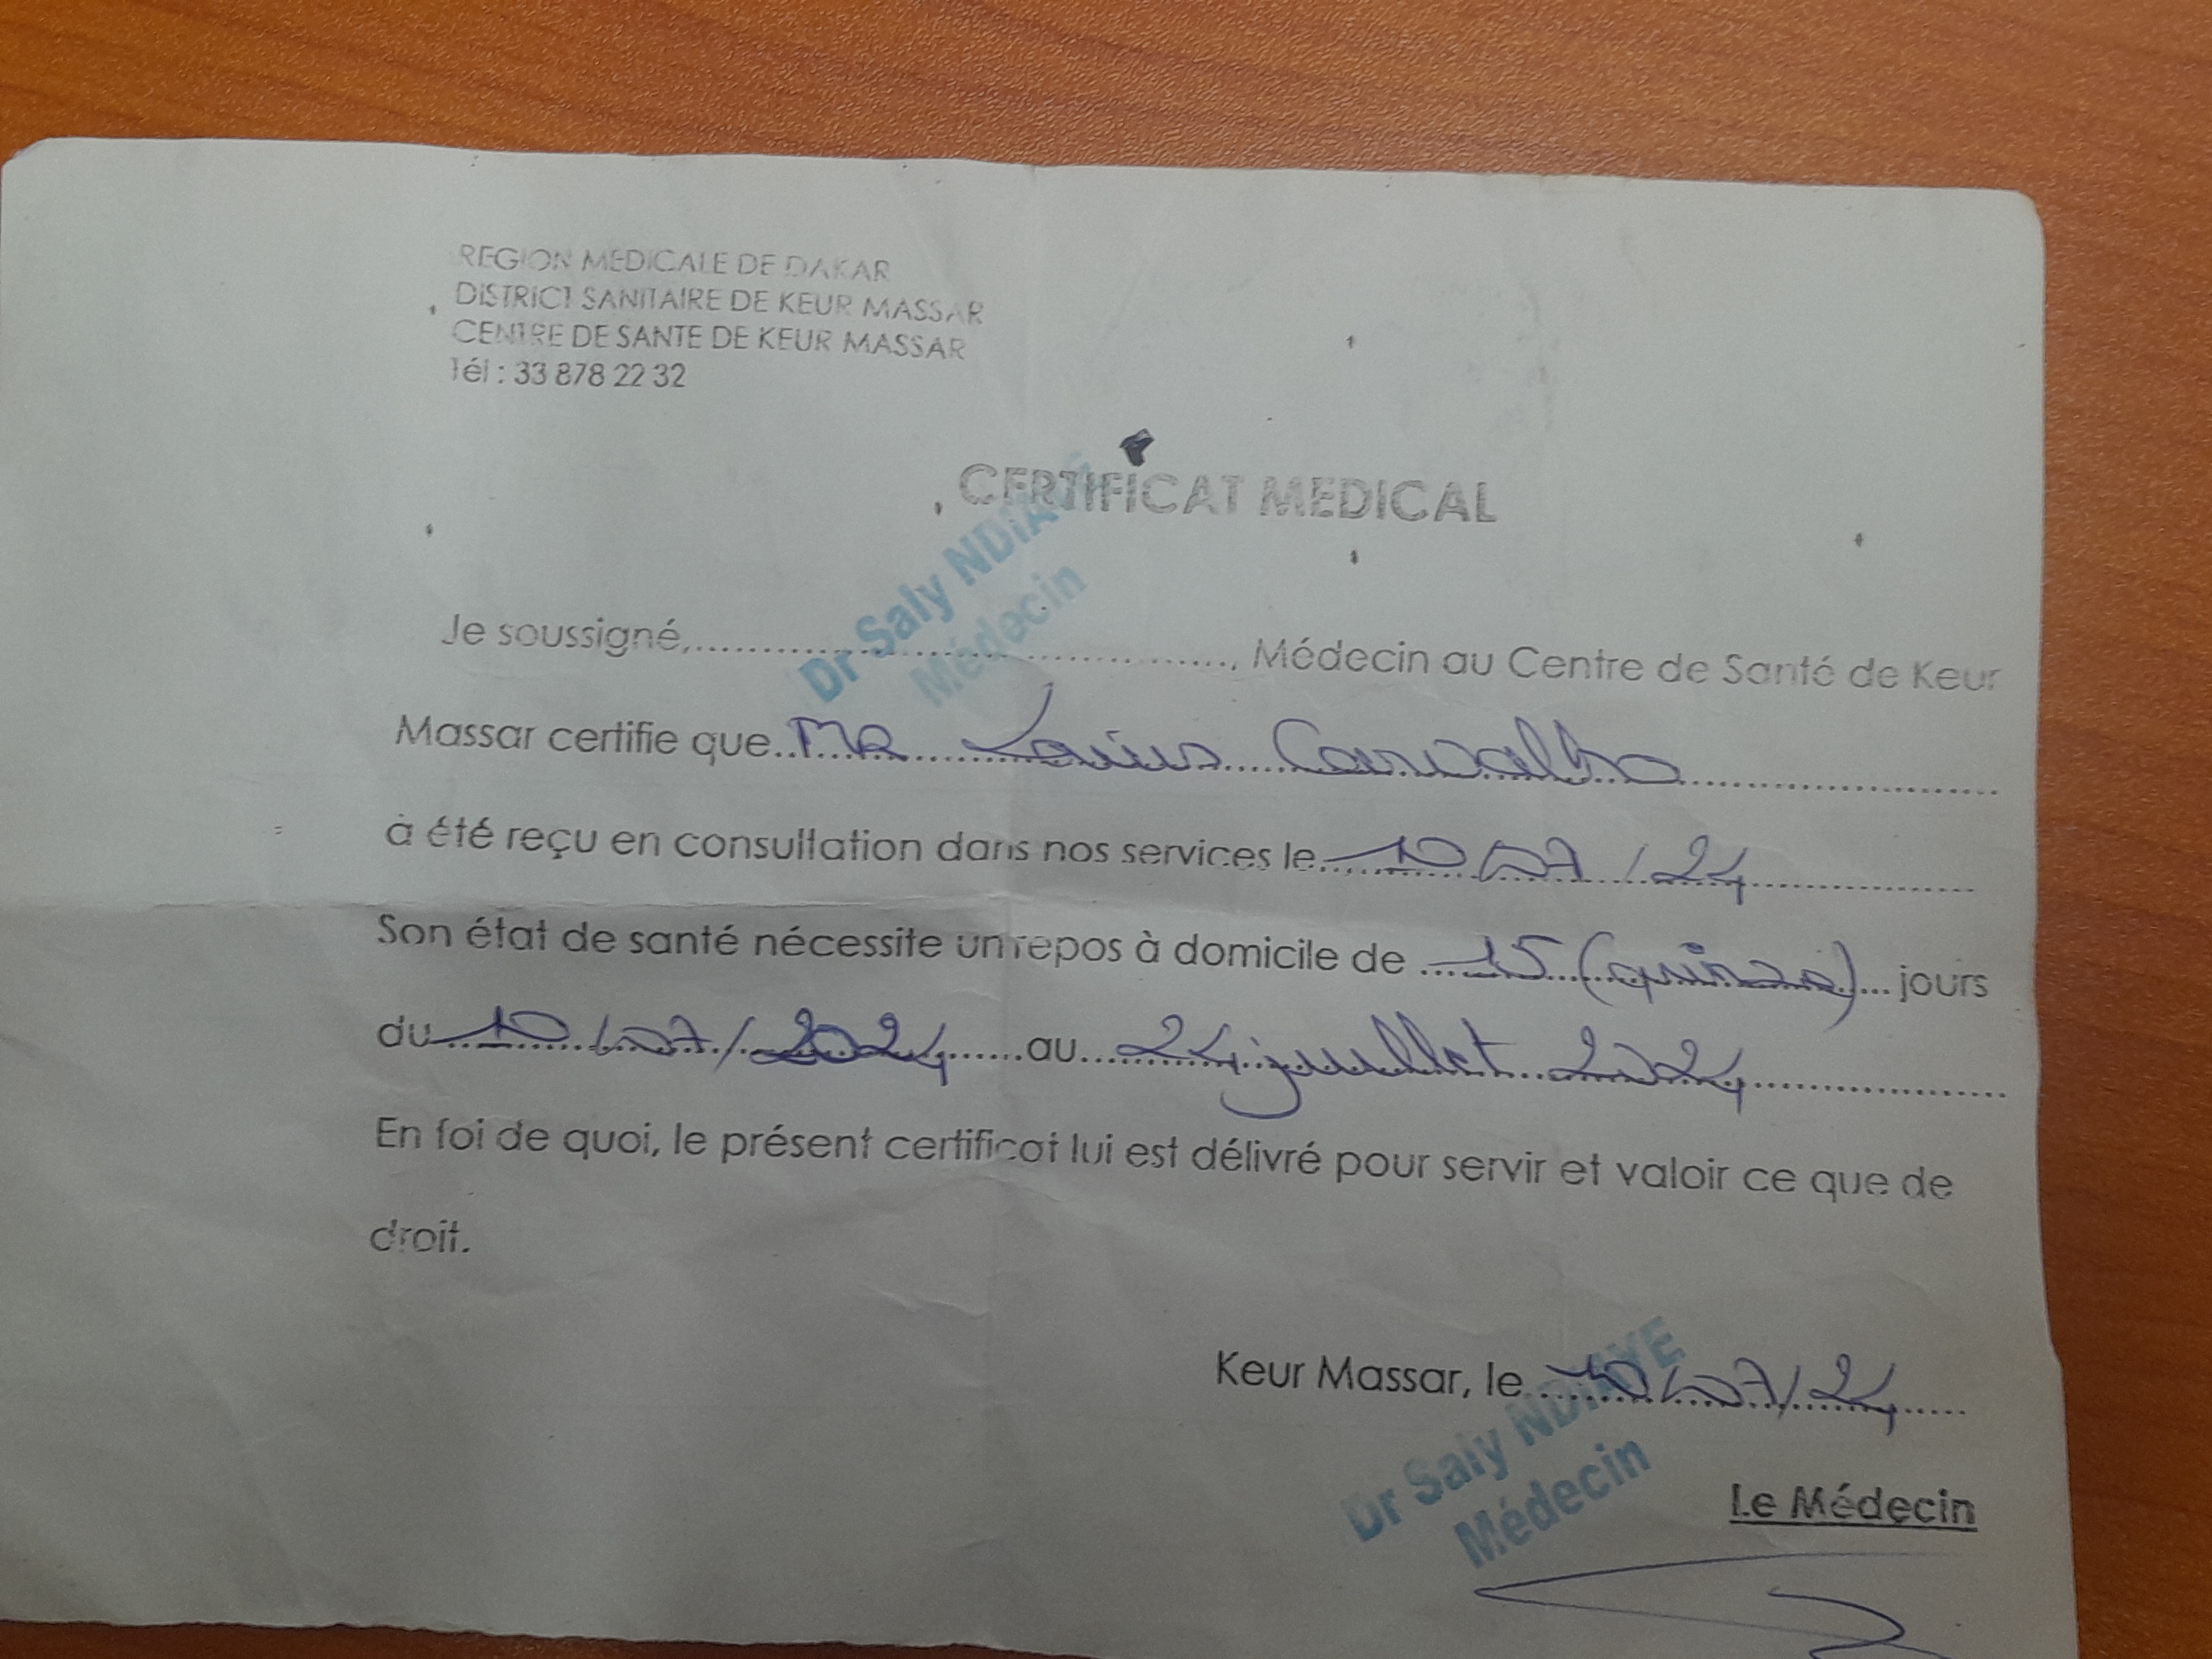 REGION MEDICALE DE DAKAR
DISTRICT SANITAIRE DE KEUR MASSAR
CENTRE DE SANTE DE KEUR MASSAR
Tél : 33 878 22 32
CERTIFICAT MEDICAL
Dr Saly NDIAYE
Médecin
Je soussigné,........................................, Médecin au Centre de Santé de Keur
Massar certifie que..Mr Louis Carvalho
à été reçu en consultation dans nos services le 10/07/24
Son état de santé nécessite un repos à domicile de 15 (quinze) jours
du 10/07/2024 au 24 juillet 2024
En foi de quoi, le présent certificat lui est délivré pour servir et valoir ce que de
droit.
Keur Massar, le 10/07/24
Dr Saly NDIAYE
Médecin
Le Médecin